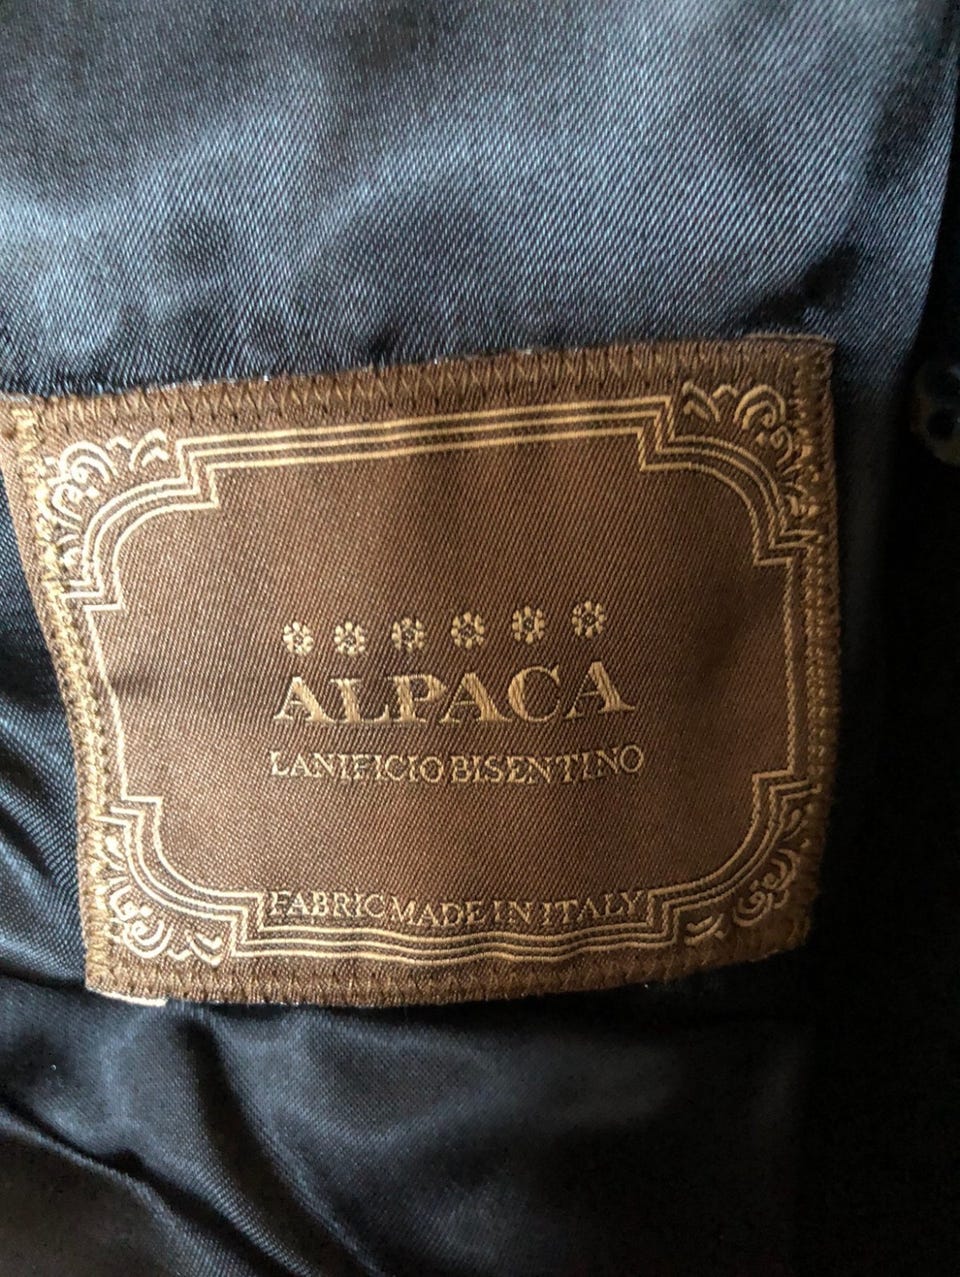 ALPACA
LANIFICIO BISENTINO
FABRIC MADE IN ITALY